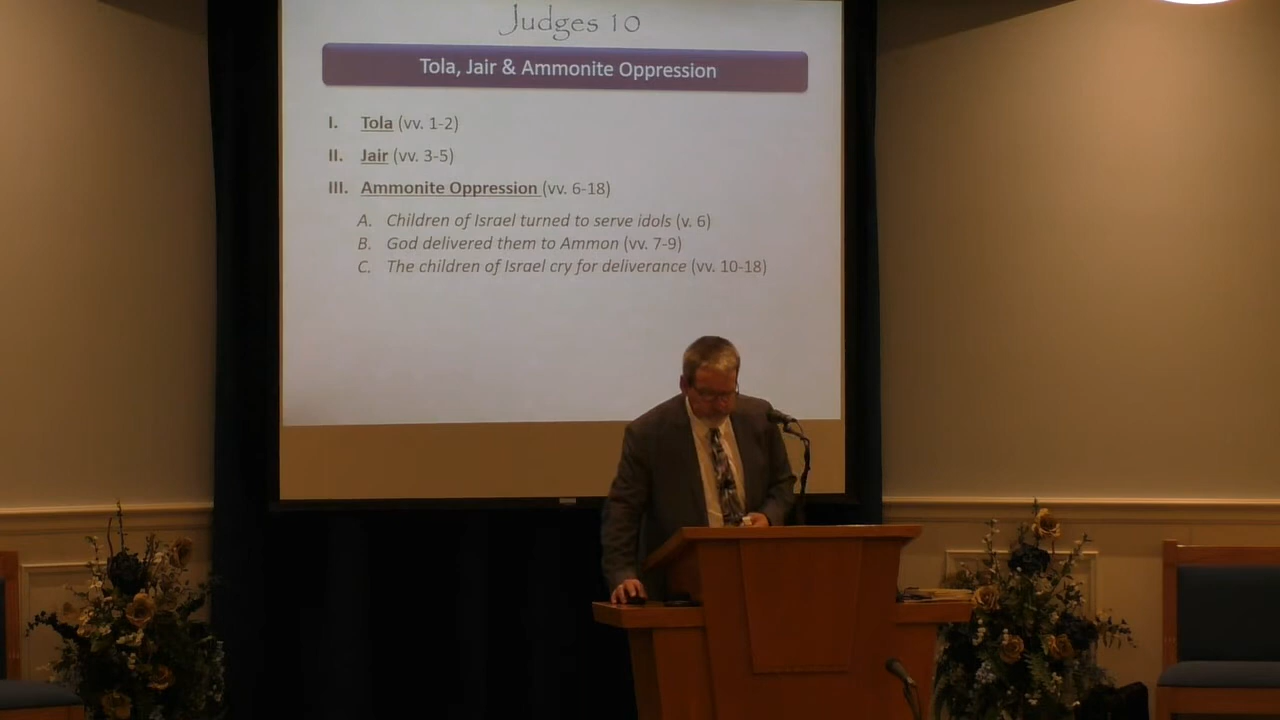 Judges 10
Tola, Jair & Ammonite Oppression
I. Tola (vv. 1-2)
II. Jair (vv. 3-5)
III. Ammonite Oppression (vv. 6-18)
A. Children of Israel turned to serve idols (v. 6)
B. God delivered them to Ammon (vv. 7-9)
C. The children of Israel cry for deliverance (vv. 10-18)